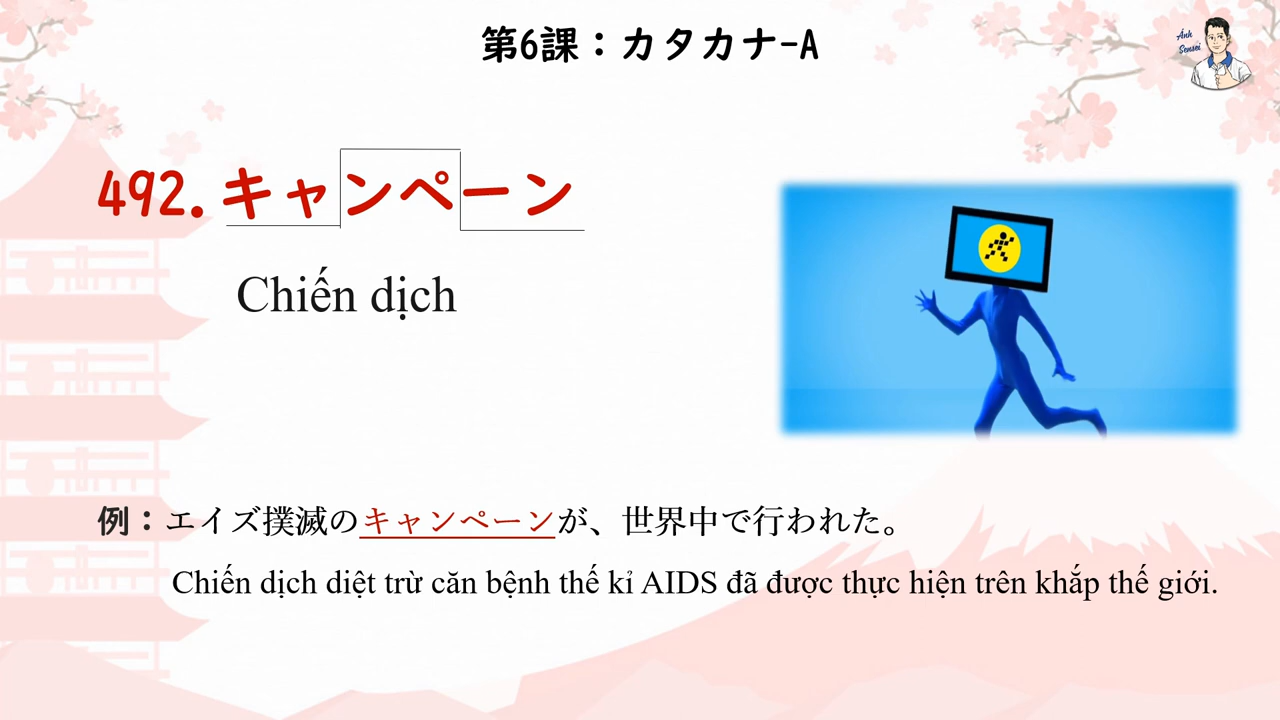 第6課：カタカナ-A
Anh
Sensei
492. キャンペーン
Chiến dịch
例：エイズ撲滅のキャンペーンが、世界中で行われた。
Chiến dịch diệt trừ căn bệnh thế kỉ AIDS đã được thực hiện trên khắp thế giới.